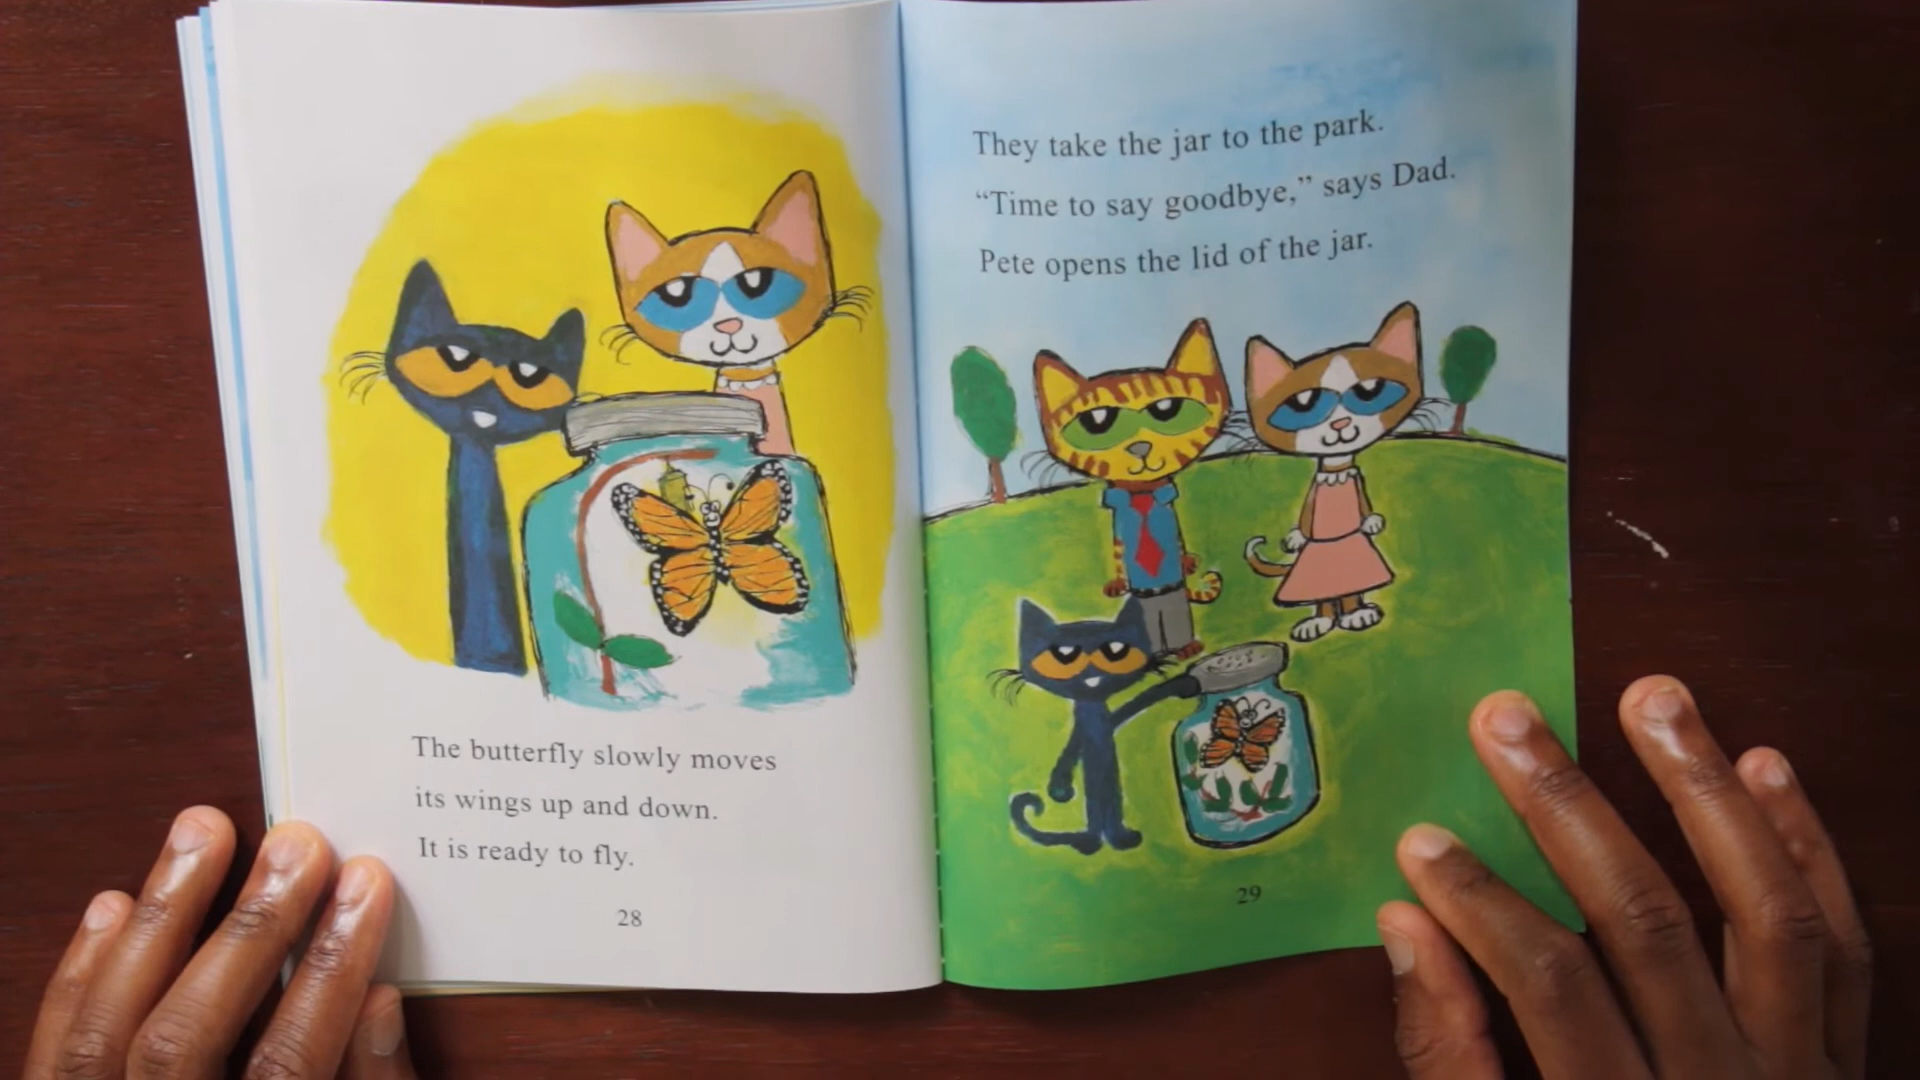 The butterfly slowly moves
its wings up and down.
It is ready to fly.
28
They take the jar to the park.
“Time to say goodbye,” says Dad.
Pete opens the lid of the jar.
29